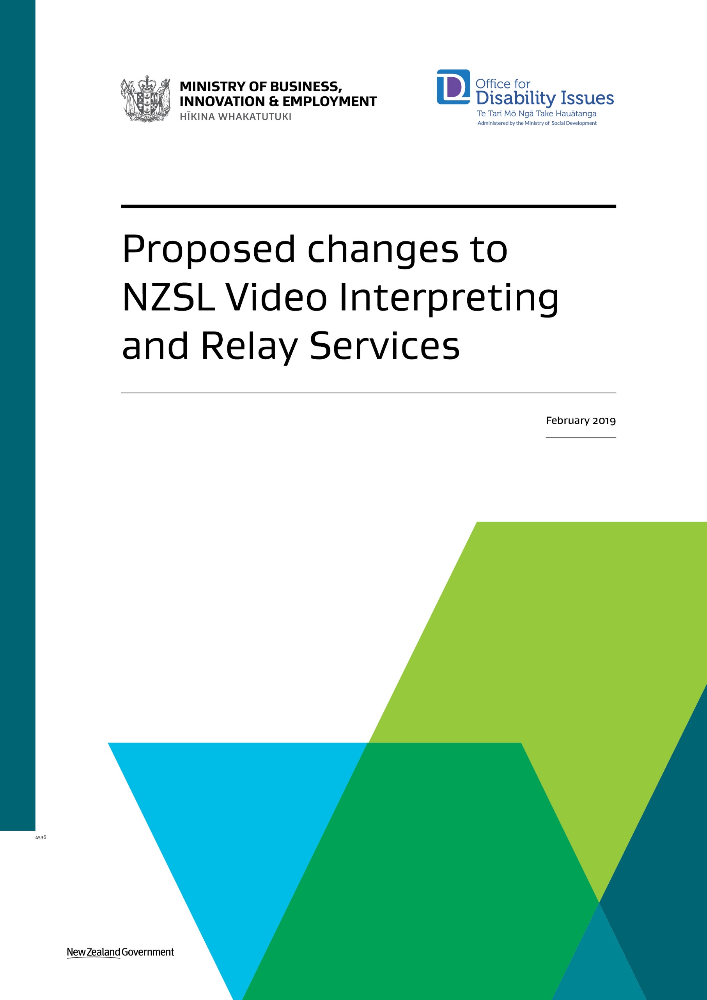 MINISTRY OF BUSINESS,
INNOVATION & EMPLOYMENT
HĪKINA WHAKATUTUKI
Office for
Disability Issues
Te Tari Mō Ngā Take Hauātanga
Administered by the Ministry of Social Development
Proposed changes to
NZSL Video Interpreting
and Relay Services
February 2019
4536
New Zealand Government